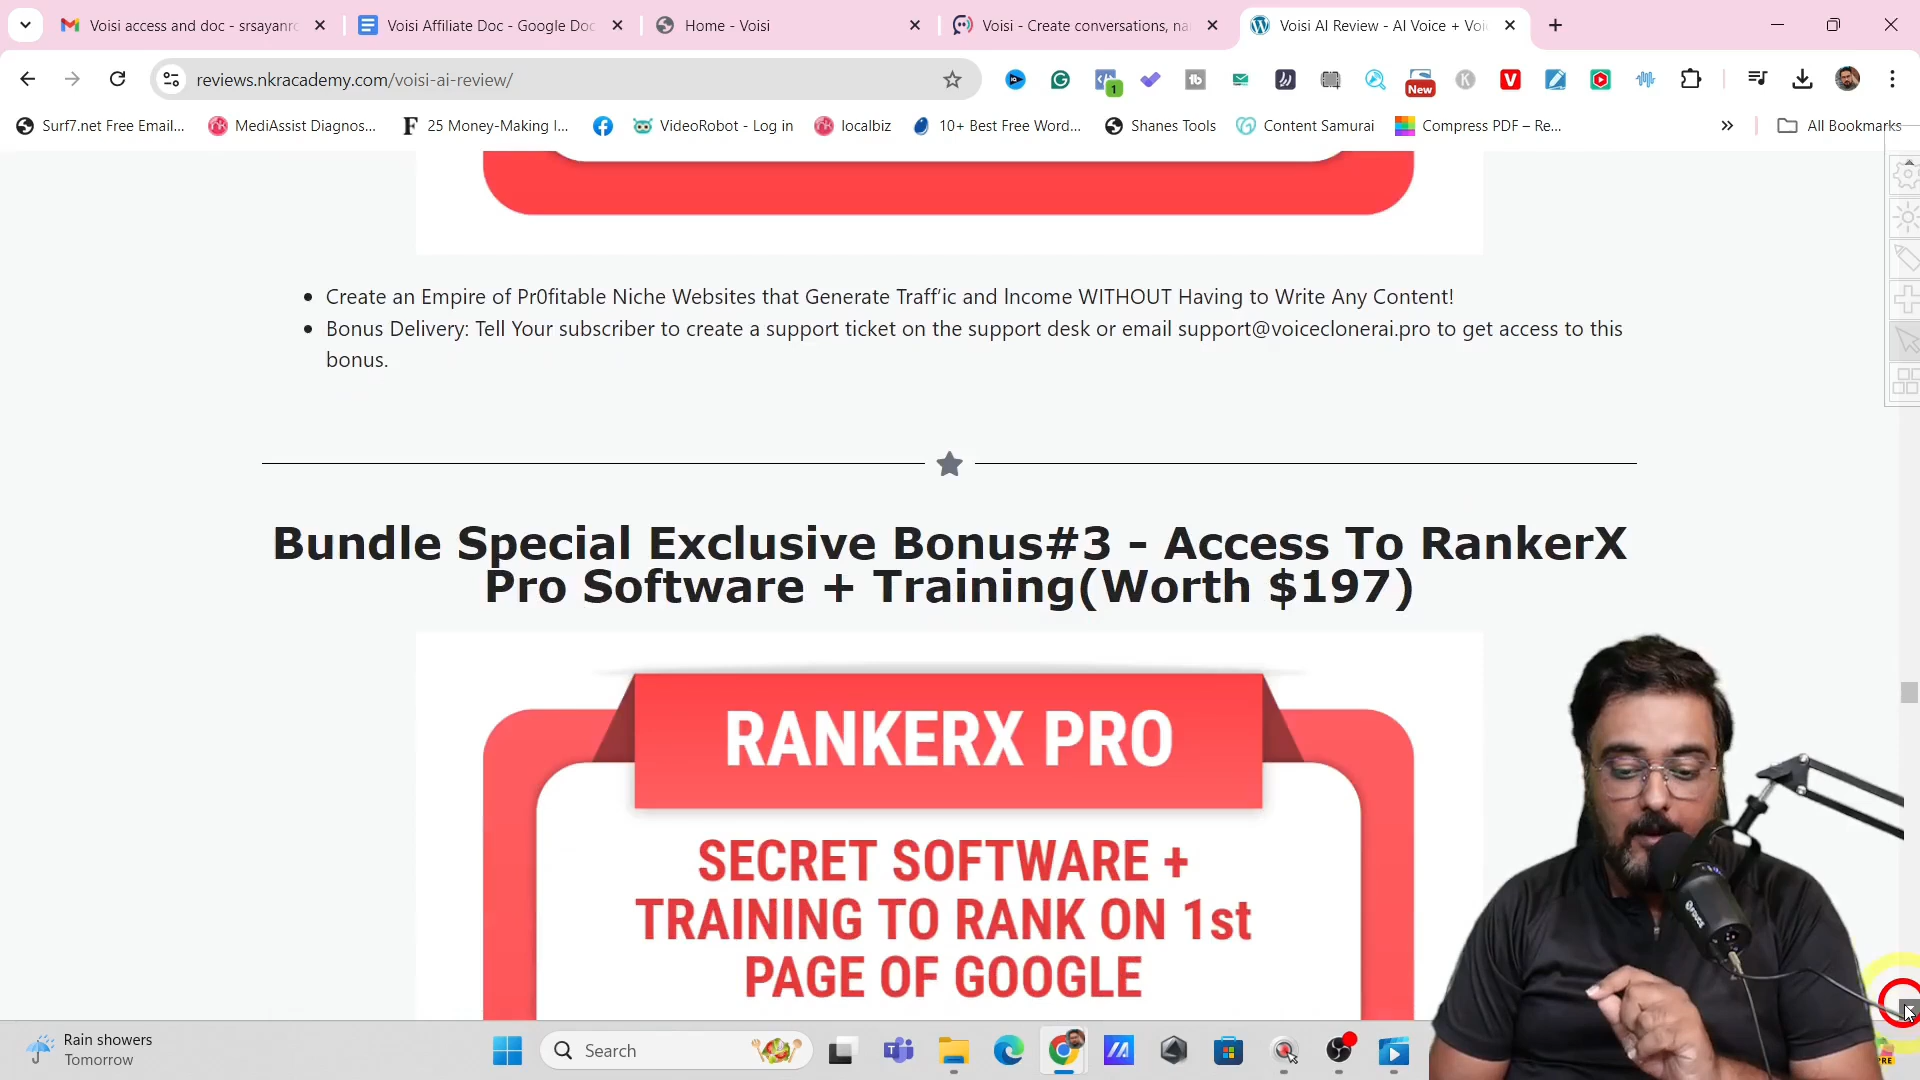 Voisi access and doc - srsayanro
Voisi Affiliate Doc - Google Doc
Home - Voisi
Voisi - Create conversations, na
Voisi AI Review - AI Voice + Voi
reviews.nkracademy.com/voisi-ai-review/
1
New
Surf7.net Free Email...
MediAssist Diagnos...
25 Money-Making I...
VideoRobot - Log in
localbiz
10+ Best Free Word...
Shanes Tools
Content Samurai
Compress PDF – Re...
All Bookmarks
Create an Empire of Pr0fitable Niche Websites that Generate Traff'ic and Income WITHOUT Having to Write Any Content!
Bonus Delivery: Tell Your subscriber to create a support ticket on the support desk or email support@voiceclonerai.pro to get access to this
bonus.
Bundle Special Exclusive Bonus#3 - Access To RankerX
Pro Software + Training(Worth $197)
RANKERX PRO
SECRET SOFTWARE +
TRAINING TO RANK ON 1st
PAGE OF GOOGLE
Rain showers
Tomorrow
Search
PRE